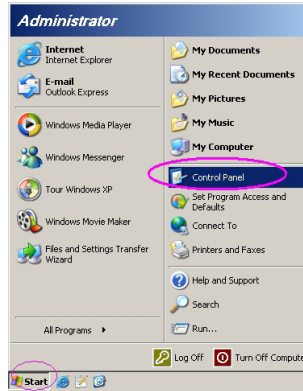 Administrator
Internet
Internet Explorer
E-mail
Outlook Express
Windows Media Player
Windows Messenger
Tour Windows XP
Windows Movie Maker
Files and Settings Transfer
Wizard
All Programs
My Documents
My Recent Documents
My Pictures
My Music
My Computer
Control Panel
Set Program Access and
Defaults
Connect To
Printers and Faxes
Help and Support
Search
Run...
Log Off
Turn Off Compute
Start